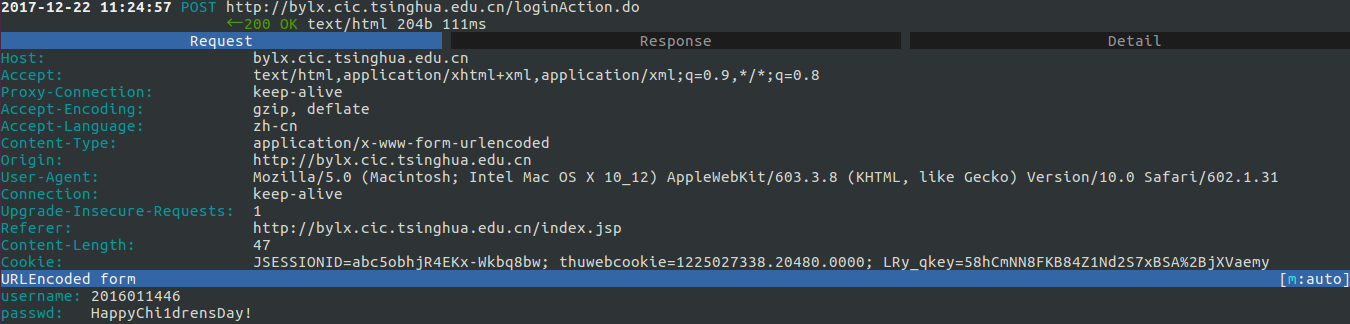 2017-12-22 11:24:57 POST http://bylx.cic.tsinghua.edu.cn/loginAction.do
←200 OK text/html 204b 111ms
Request Response Detail
Host: bylx.cic.tsinghua.edu.cn
Accept: text/html,application/xhtml+xml,application/xml;q=0.9,*/*;q=0.8
Proxy-Connection: keep-alive
Accept-Encoding: gzip, deflate
Accept-Language: zh-cn
Content-Type: application/x-www-form-urlencoded
Origin: http://bylx.cic.tsinghua.edu.cn
User-Agent: Mozilla/5.0 (Macintosh; Intel Mac OS X 10_12) AppleWebKit/603.3.8 (KHTML, like Gecko) Version/10.0 Safari/602.1.31
Connection: keep-alive
Upgrade-Insecure-Requests: 1
Referer: http://bylx.cic.tsinghua.edu.cn/index.jsp
Content-Length: 47
Cookie: JSESSIONID=abc5obhjR4EKx-Wkbq8bw; thuwebcookie=1225027338.20480.0000; LRy_qkey=58hCmNN8FKB84Z1Nd2S7xBSA%2BjXVaemy
URLEncoded form [m:auto]
username: 2016011446
passwd: HappyChi1drensDay!